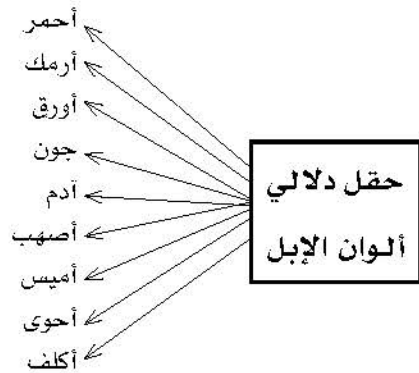 حقل دلالي
ألوان الإبل
أحمر
أرمك
أورق
جون
آدم
أصهب
أميس
أحوى
أكلف